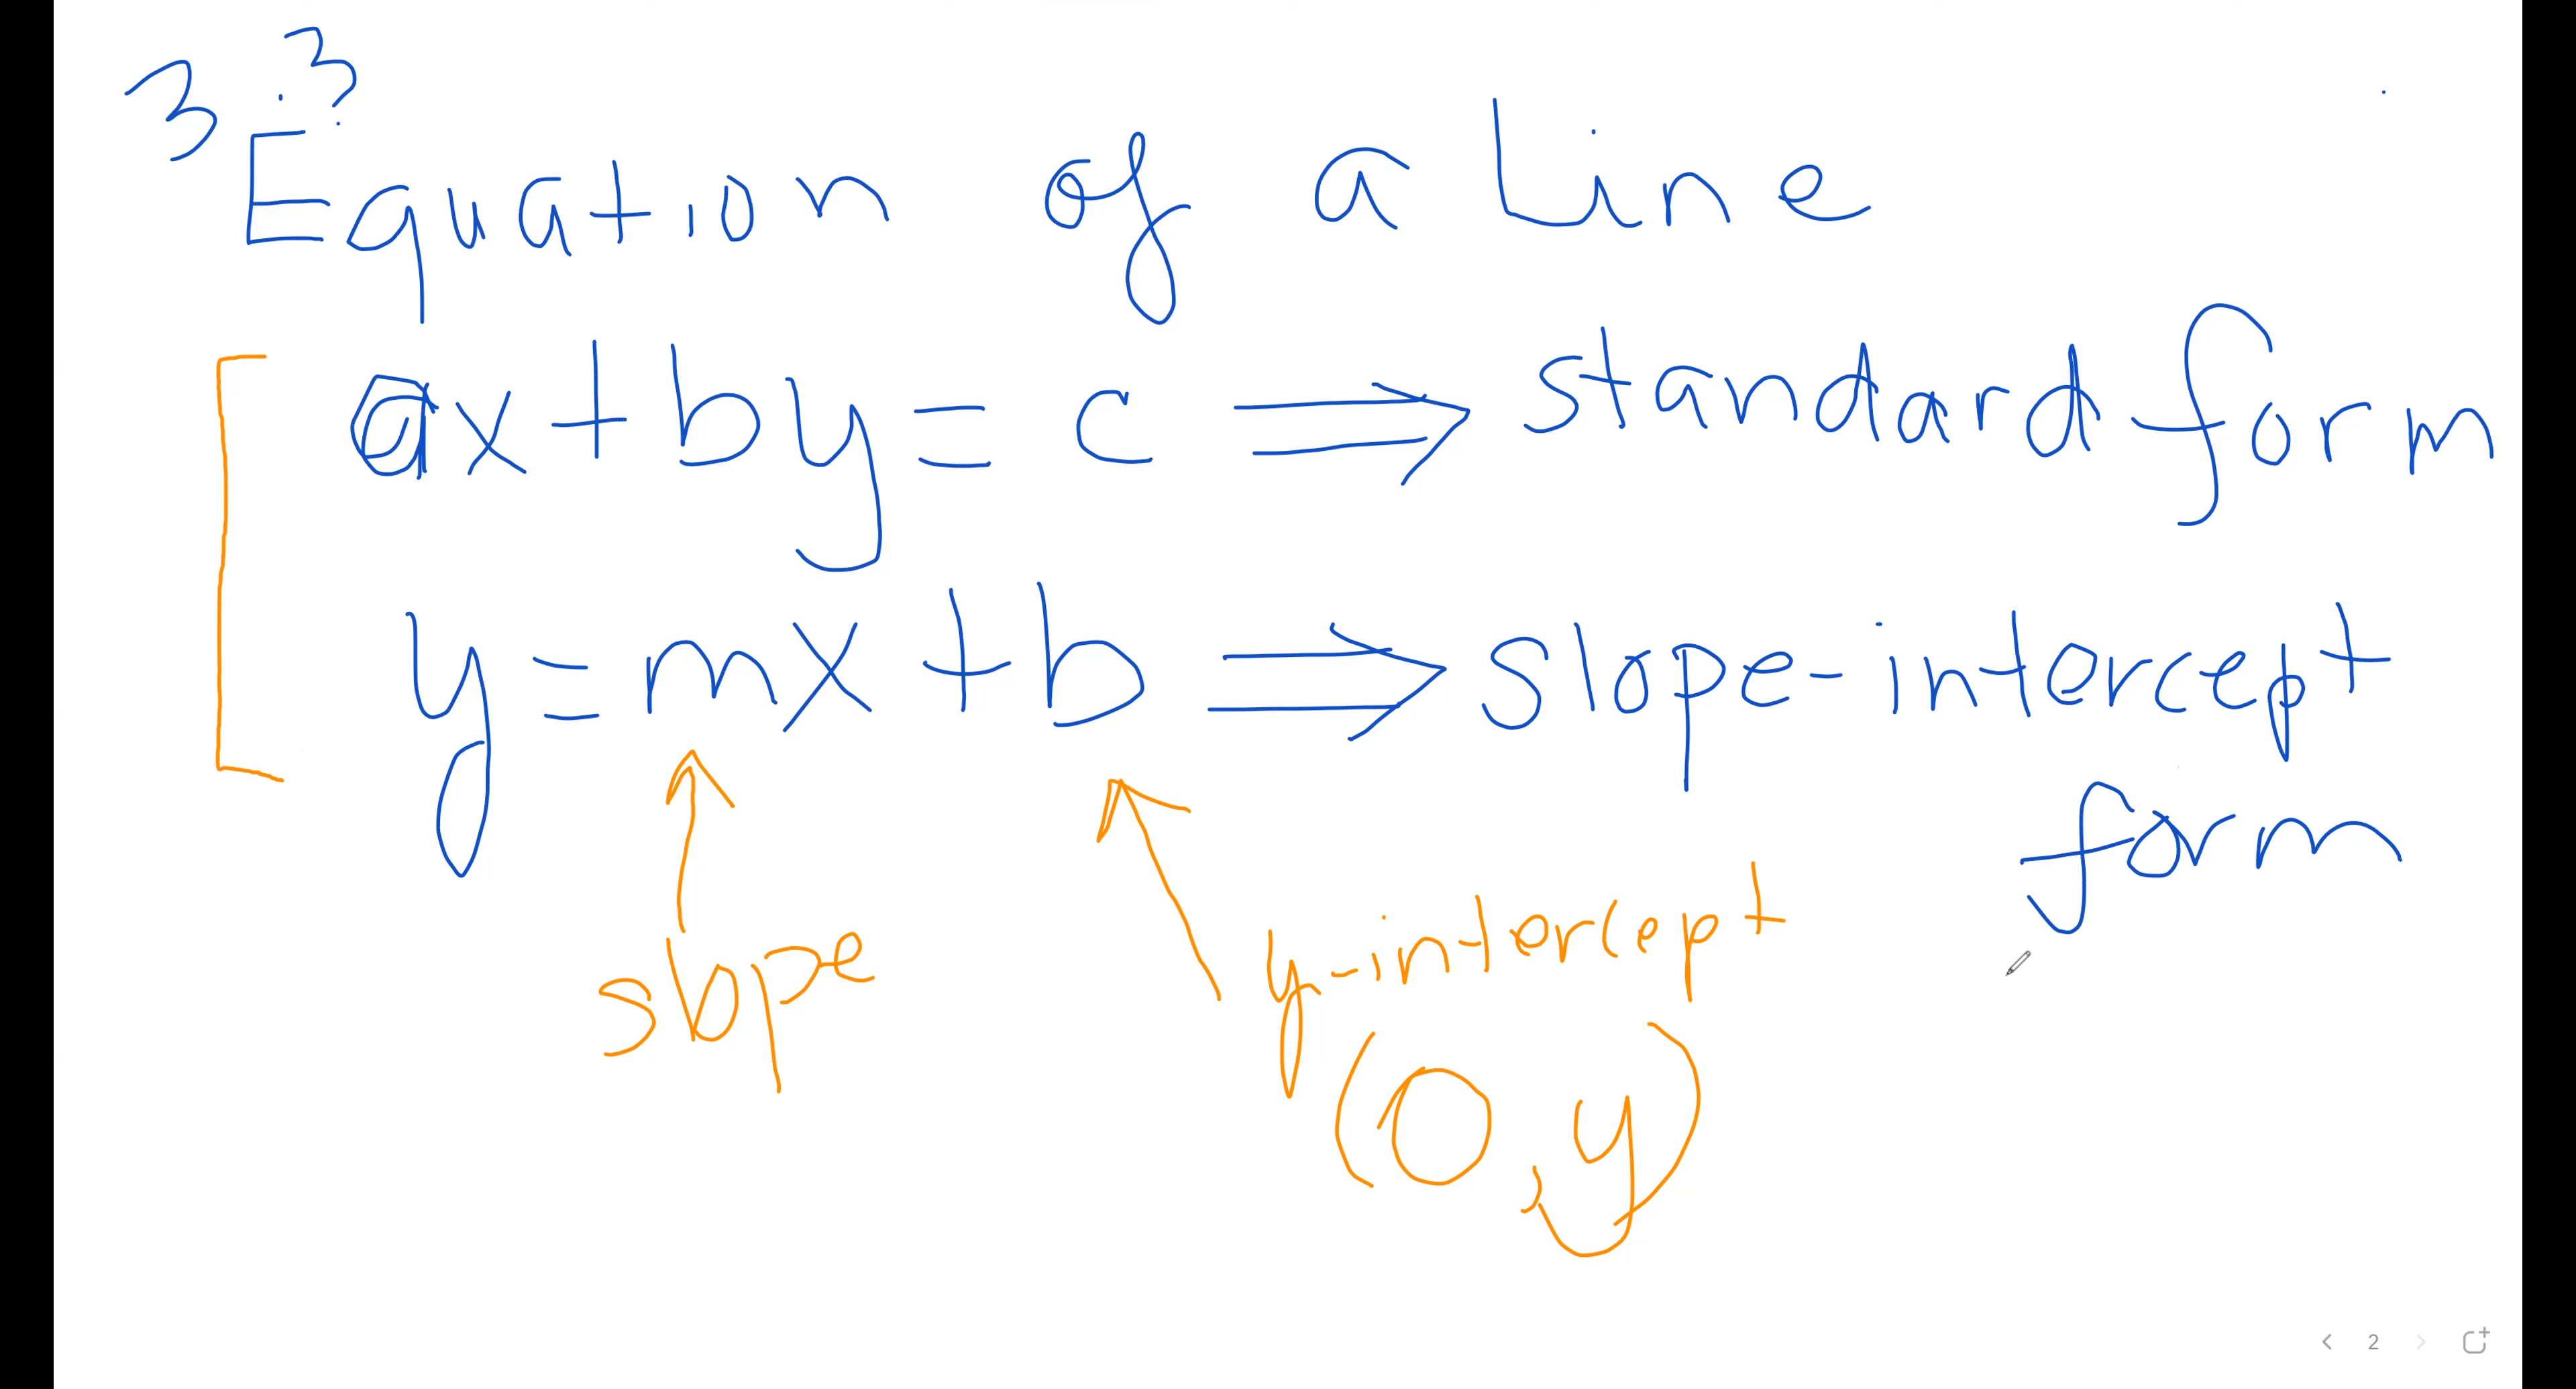 3.3
Equation of a Line
ax+by=c ⟹ standard form
y=mx+b ⟹ slope-intercept
form
slope
y-intercept
(0,y)
2